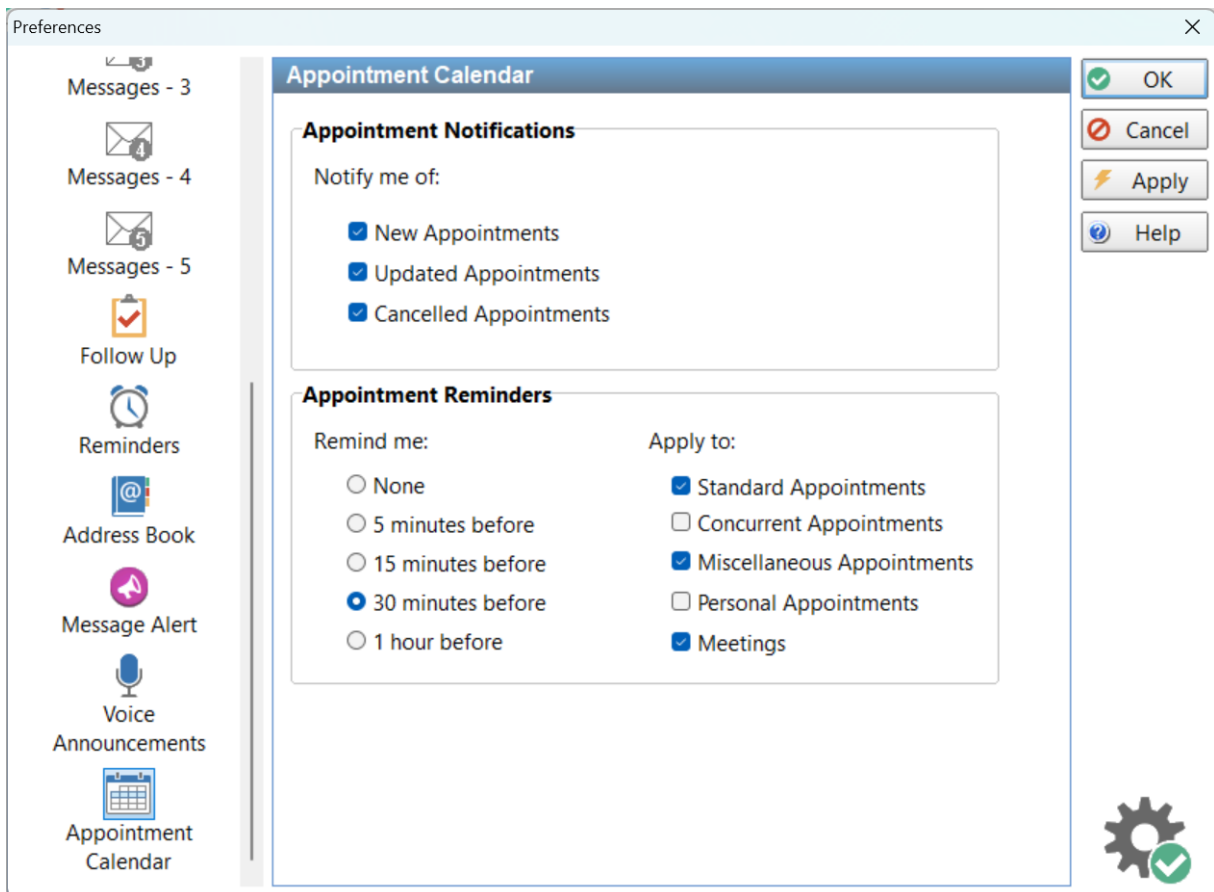 Preferences
3
Messages - 3
4
Messages - 4
5
Messages - 5
Follow Up
Reminders
@
Address Book
Message Alert
Voice
Announcements
Appointment
Calendar
Appointment Calendar
Appointment Notifications
Notify me of:
New Appointments
Updated Appointments
Cancelled Appointments
Appointment Reminders
Remind me:
None
5 minutes before
15 minutes before
30 minutes before
1 hour before
Apply to:
Standard Appointments
Concurrent Appointments
Miscellaneous Appointments
Personal Appointments
Meetings
OK
Cancel
Apply
? Help